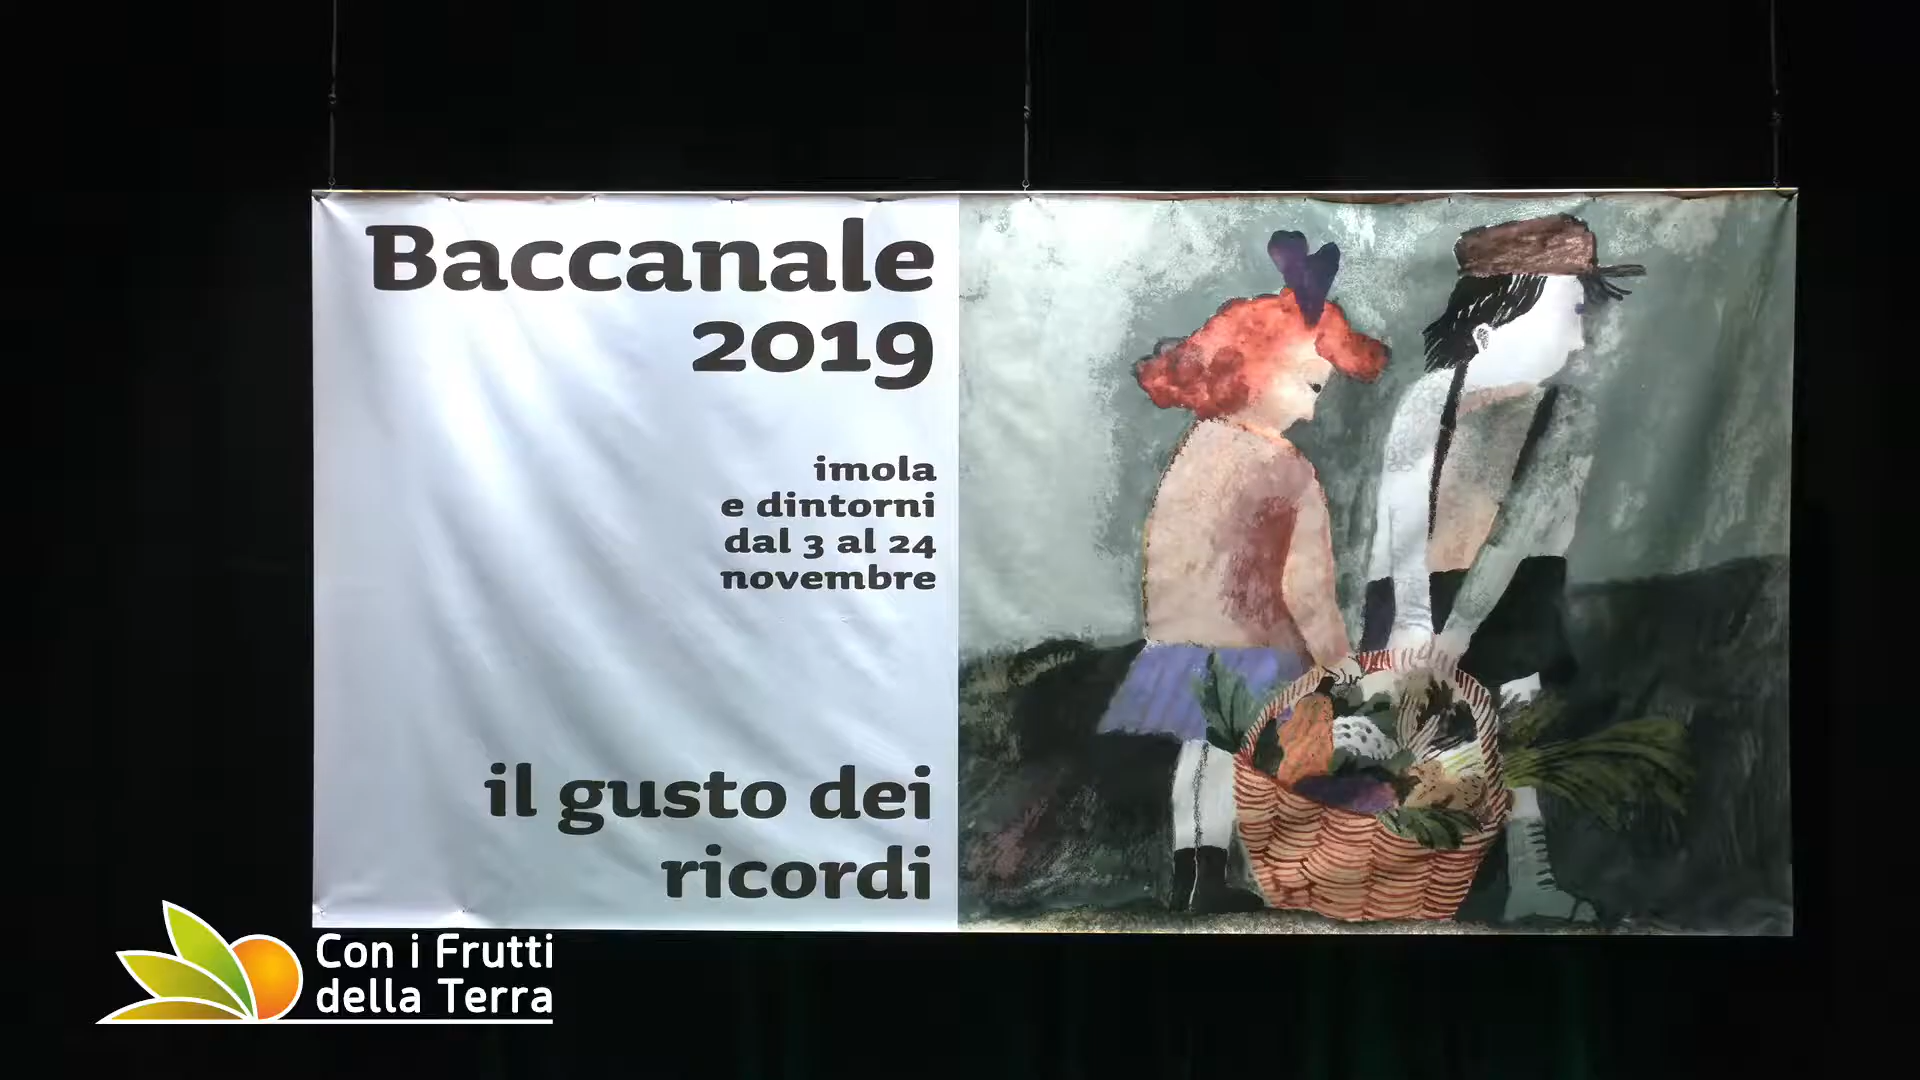 Baccanale
2019
imola
e dintorni
dal 3 al 24
novembre
il gusto dei
ricordi
Con i Frutti
della Terra